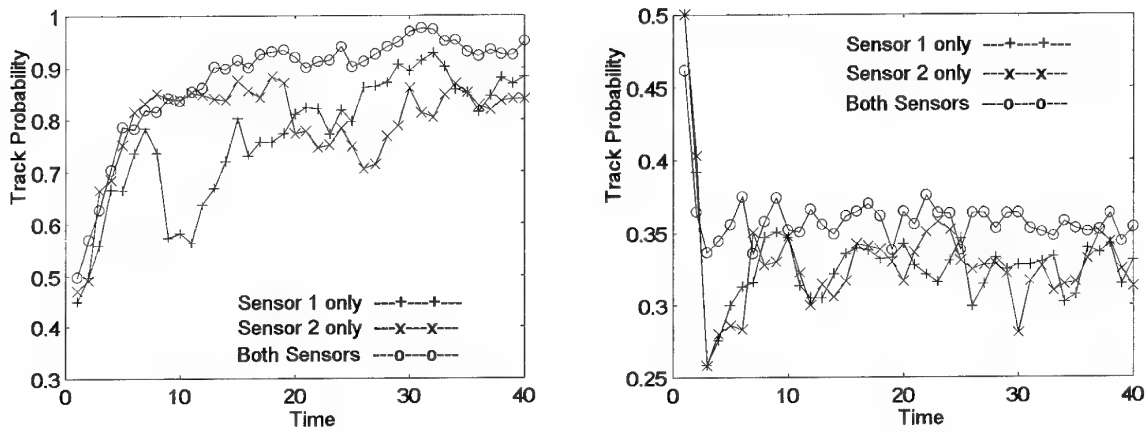 Track Probability
1
0.9
0.8
0.7
0.6
0.5
0.4
0.3
0
10
20
30
40
Time
Sensor 1 only ---+---+---
Sensor 2 only ---x---x---
Both Sensors ---o---o---
Track Probability
0.5
0.45
0.4
0.35
0.3
0.25
0
10
20
30
40
Time
Sensor 1 only ---+---+---
Sensor 2 only ---x---x---
Both Sensors ---o---o---